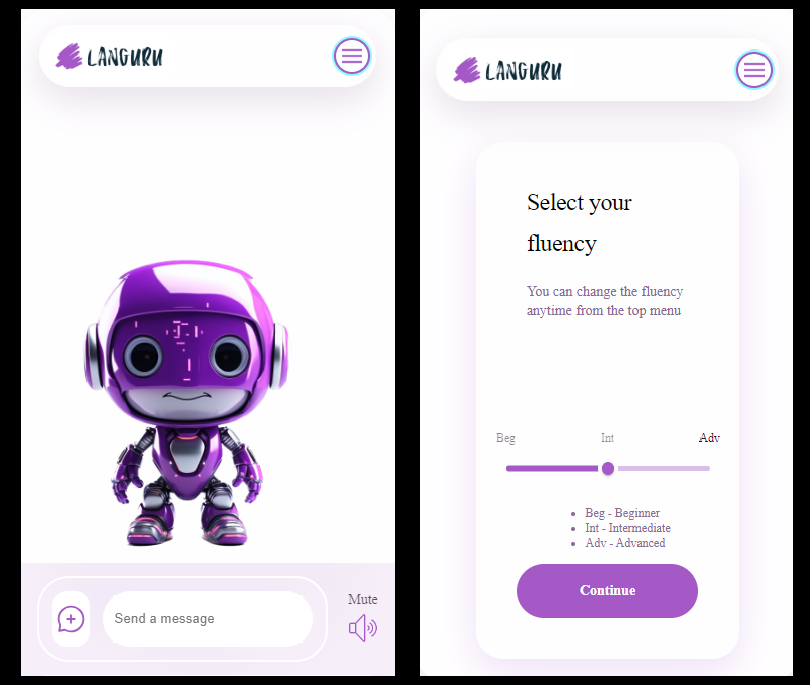 LANGURU
Mute
Send a message
LANGURU
Select your
fluency
You can change the fluency
anytime from the top menu
Beg Int Adv
Beg - Beginner
Int - Intermediate
Adv - Advanced
Continue